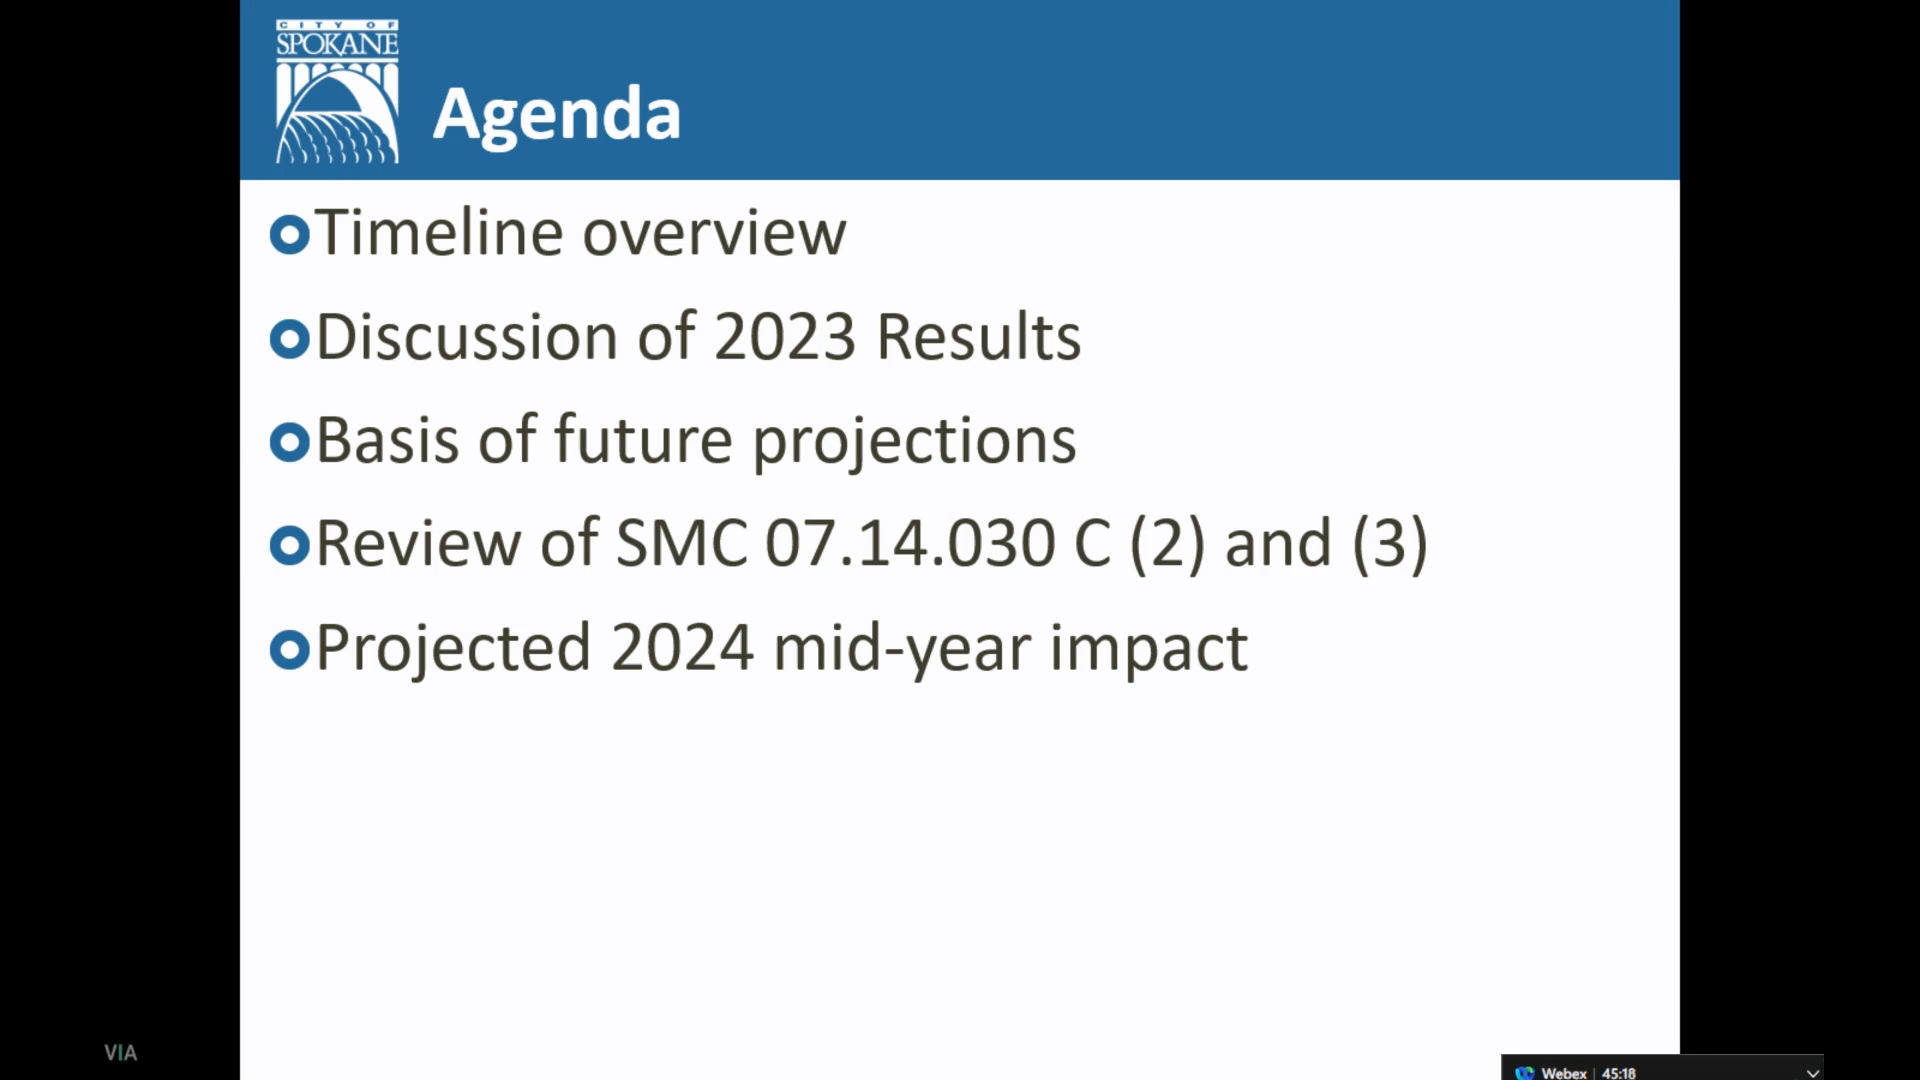 CITY OF
SPOKANE
Agenda
Timeline overview
Discussion of 2023 Results
Basis of future projections
Review of SMC 07.14.030 C (2) and (3)
Projected 2024 mid-year impact
VIA
Webex | 45:18